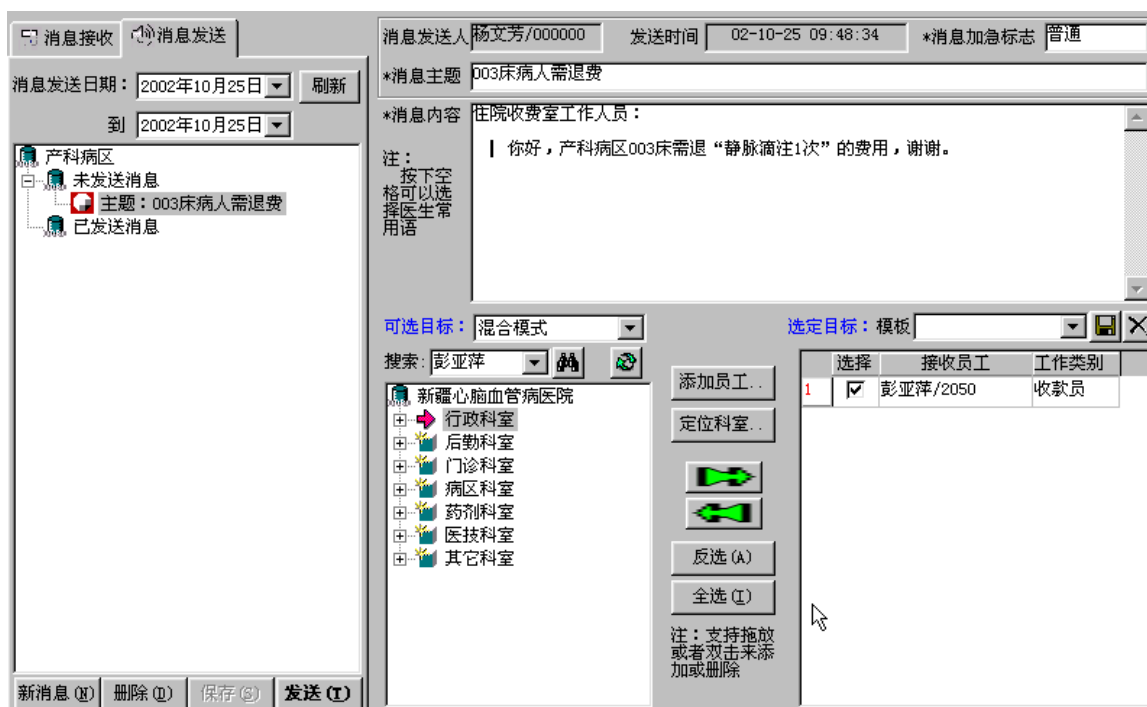 消息接收 消息发送
消息发送日期： 2002年10月25日 刷新
到 2002年10月25日
产科病区
未发送消息
主题：003床病人需退费
已发送消息
新消息(N) 删除(D) 保存(S) 发送(T)
消息发送人 杨文芳/000000 发送时间 02-10-25 09:48:34 *消息加急标志 普通
*消息主题 003床病人需退费
*消息内容 住院收费室工作人员：
你好，产科病区003床需退“静脉滴注1次”的费用，谢谢。
注：
按下空
格可以选
择医生常
用语
可选目标： 混合模式
搜索: 彭亚萍
新疆心脑血管病医院
行政科室
后勤科室
门诊科室
病区科室
药剂科室
医技科室
其它科室
添加员工..
定位科室..
反选(A)
全选(I)
注：支持拖放
或者双击来添
加或删除
选定目标： 模板
选择 接收员工 工作类别
1 彭亚萍/2050 收款员